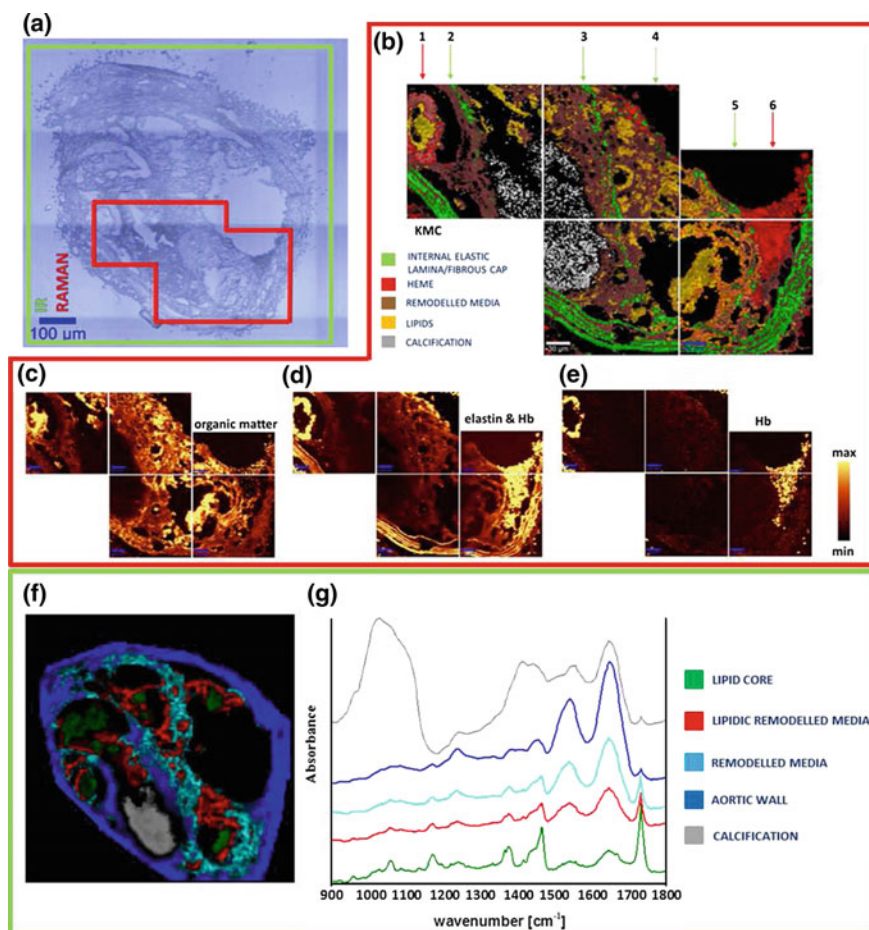 (a)
IR
RAMAN
100 µm
(b)
1 2 3 4
5 6
KMC
INTERNAL ELASTIC
LAMINA/FIBROUS CAP
HEME
REMODELLED MEDIA
LIPIDS
CALCIFICATION
(c)
organic matter
(d)
elastin & Hb
(e)
Hb
max
min
(f)
(g)
Absorbance
900 1000 1100 1200 1300 1400 1500 1600 1700 1800
wavenumber [cm⁻¹]
LIPID CORE
LIPIDIC REMODELLED MEDIA
REMODELLED MEDIA
AORTIC WALL
CALCIFICATION